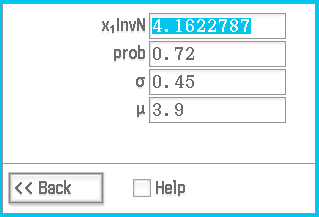 x₁InvN 4.1622787
prob 0.72
σ 0.45
μ 3.9
<< Back Help